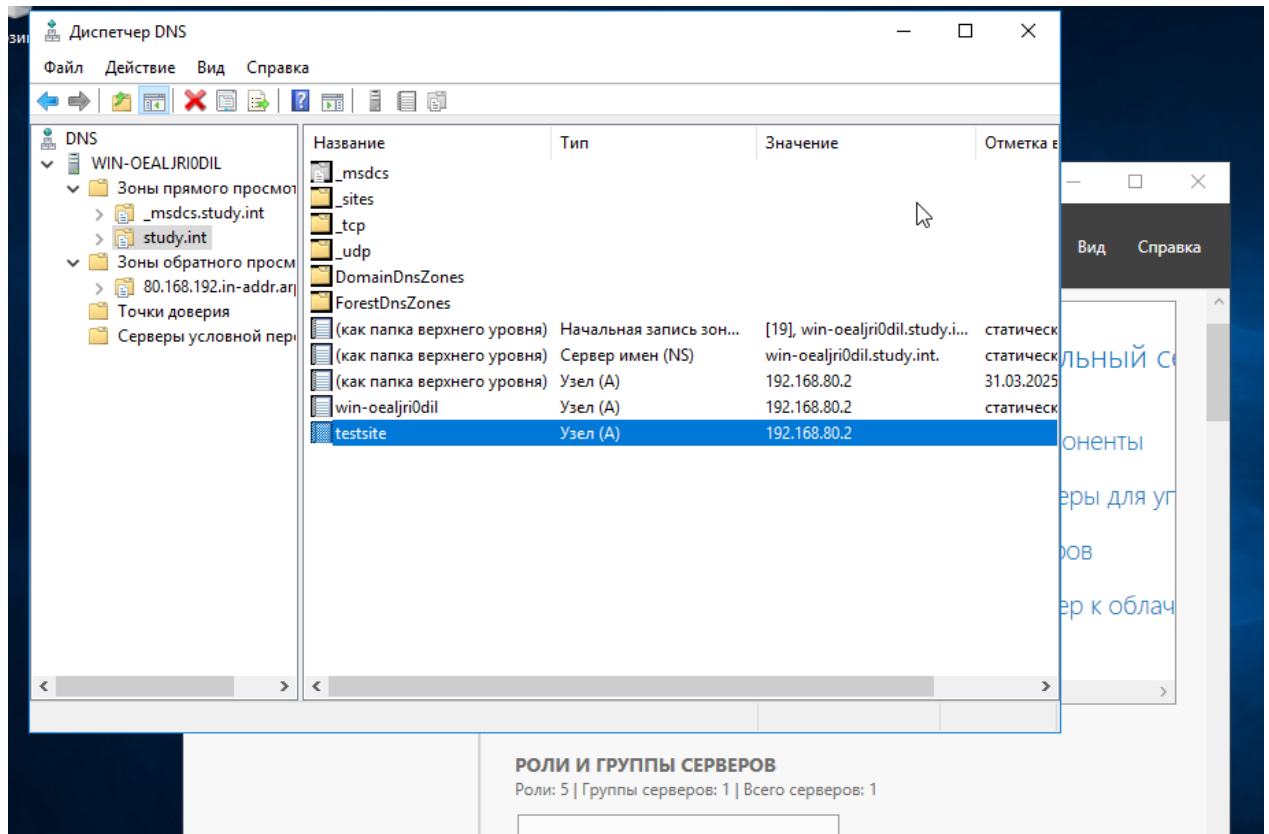 зи
Диспетчер DNS
Файл Действие Вид Справка
DNS
WIN-OEALJRI0DIL
Зоны прямого просмот
_msdcs.study.int
study.int
Зоны обратного просм
80.168.192.in-addr.arp
Точки доверия
Серверы условной пер
Название Тип Значение Отметка в
_msdcs
_sites
_tcp
_udp
DomainDnsZones
ForestDnsZones
(как папка верхнего уровня) Начальная запись зон... [19], win-oealjri0dil.study.i... статическ
(как папка верхнего уровня) Сервер имен (NS) win-oealjri0dil.study.int. статическ
(как папка верхнего уровня) Узел (A) 192.168.80.2 31.03.2025
win-oealjri0dil Узел (A) 192.168.80.2 статическ
testsite Узел (A) 192.168.80.2
Вид Справка
льный се
оненты
еры для уп
ров
ер к облач
РОЛИ И ГРУППЫ СЕРВЕРОВ
Роли: 5 | Группы серверов: 1 | Всего серверов: 1